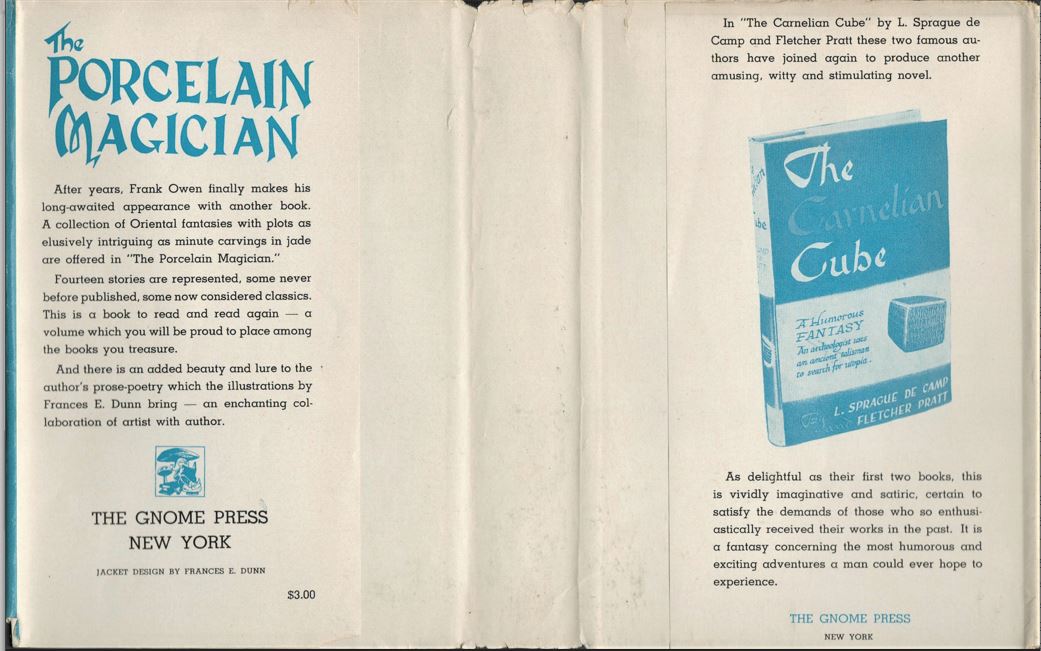 The
PORCELAIN
MAGICIAN
After years, Frank Owen finally makes his
long-awaited appearance with another book.
A collection of Oriental fantasies with plots as
elusively intriguing as minute carvings in jade
are offered in "The Porcelain Magician."
Fourteen stories are represented, some never
before published, some now considered classics.
This is a book to read and read again — a
volume which you will be proud to place among
the books you treasure.
And there is an added beauty and lure to the
author's prose-poetry which the illustrations by
Frances E. Dunn bring — an enchanting col-
laboration of artist with author.
THE GNOME PRESS
NEW YORK
JACKET DESIGN BY FRANCES E. DUNN
$3.00
In "The Carnelian Cube" by L. Sprague de
Camp and Fletcher Pratt these two famous au-
thors have joined again to produce another
amusing, witty and stimulating novel.
The
Carnelian
Cube
A Humorous
FANTASY
An archeologist uses
an ancient talisman
to search for utopia.
By L. SPRAGUE DE CAMP
and FLETCHER PRATT
As delightful as their first two books, this
is vividly imaginative and satiric, certain to
satisfy the demands of those who so enthusi-
astically received their works in the past. It is
a fantasy concerning the most humorous and
exciting adventures a man could ever hope to
experience.
THE GNOME PRESS
NEW YORK